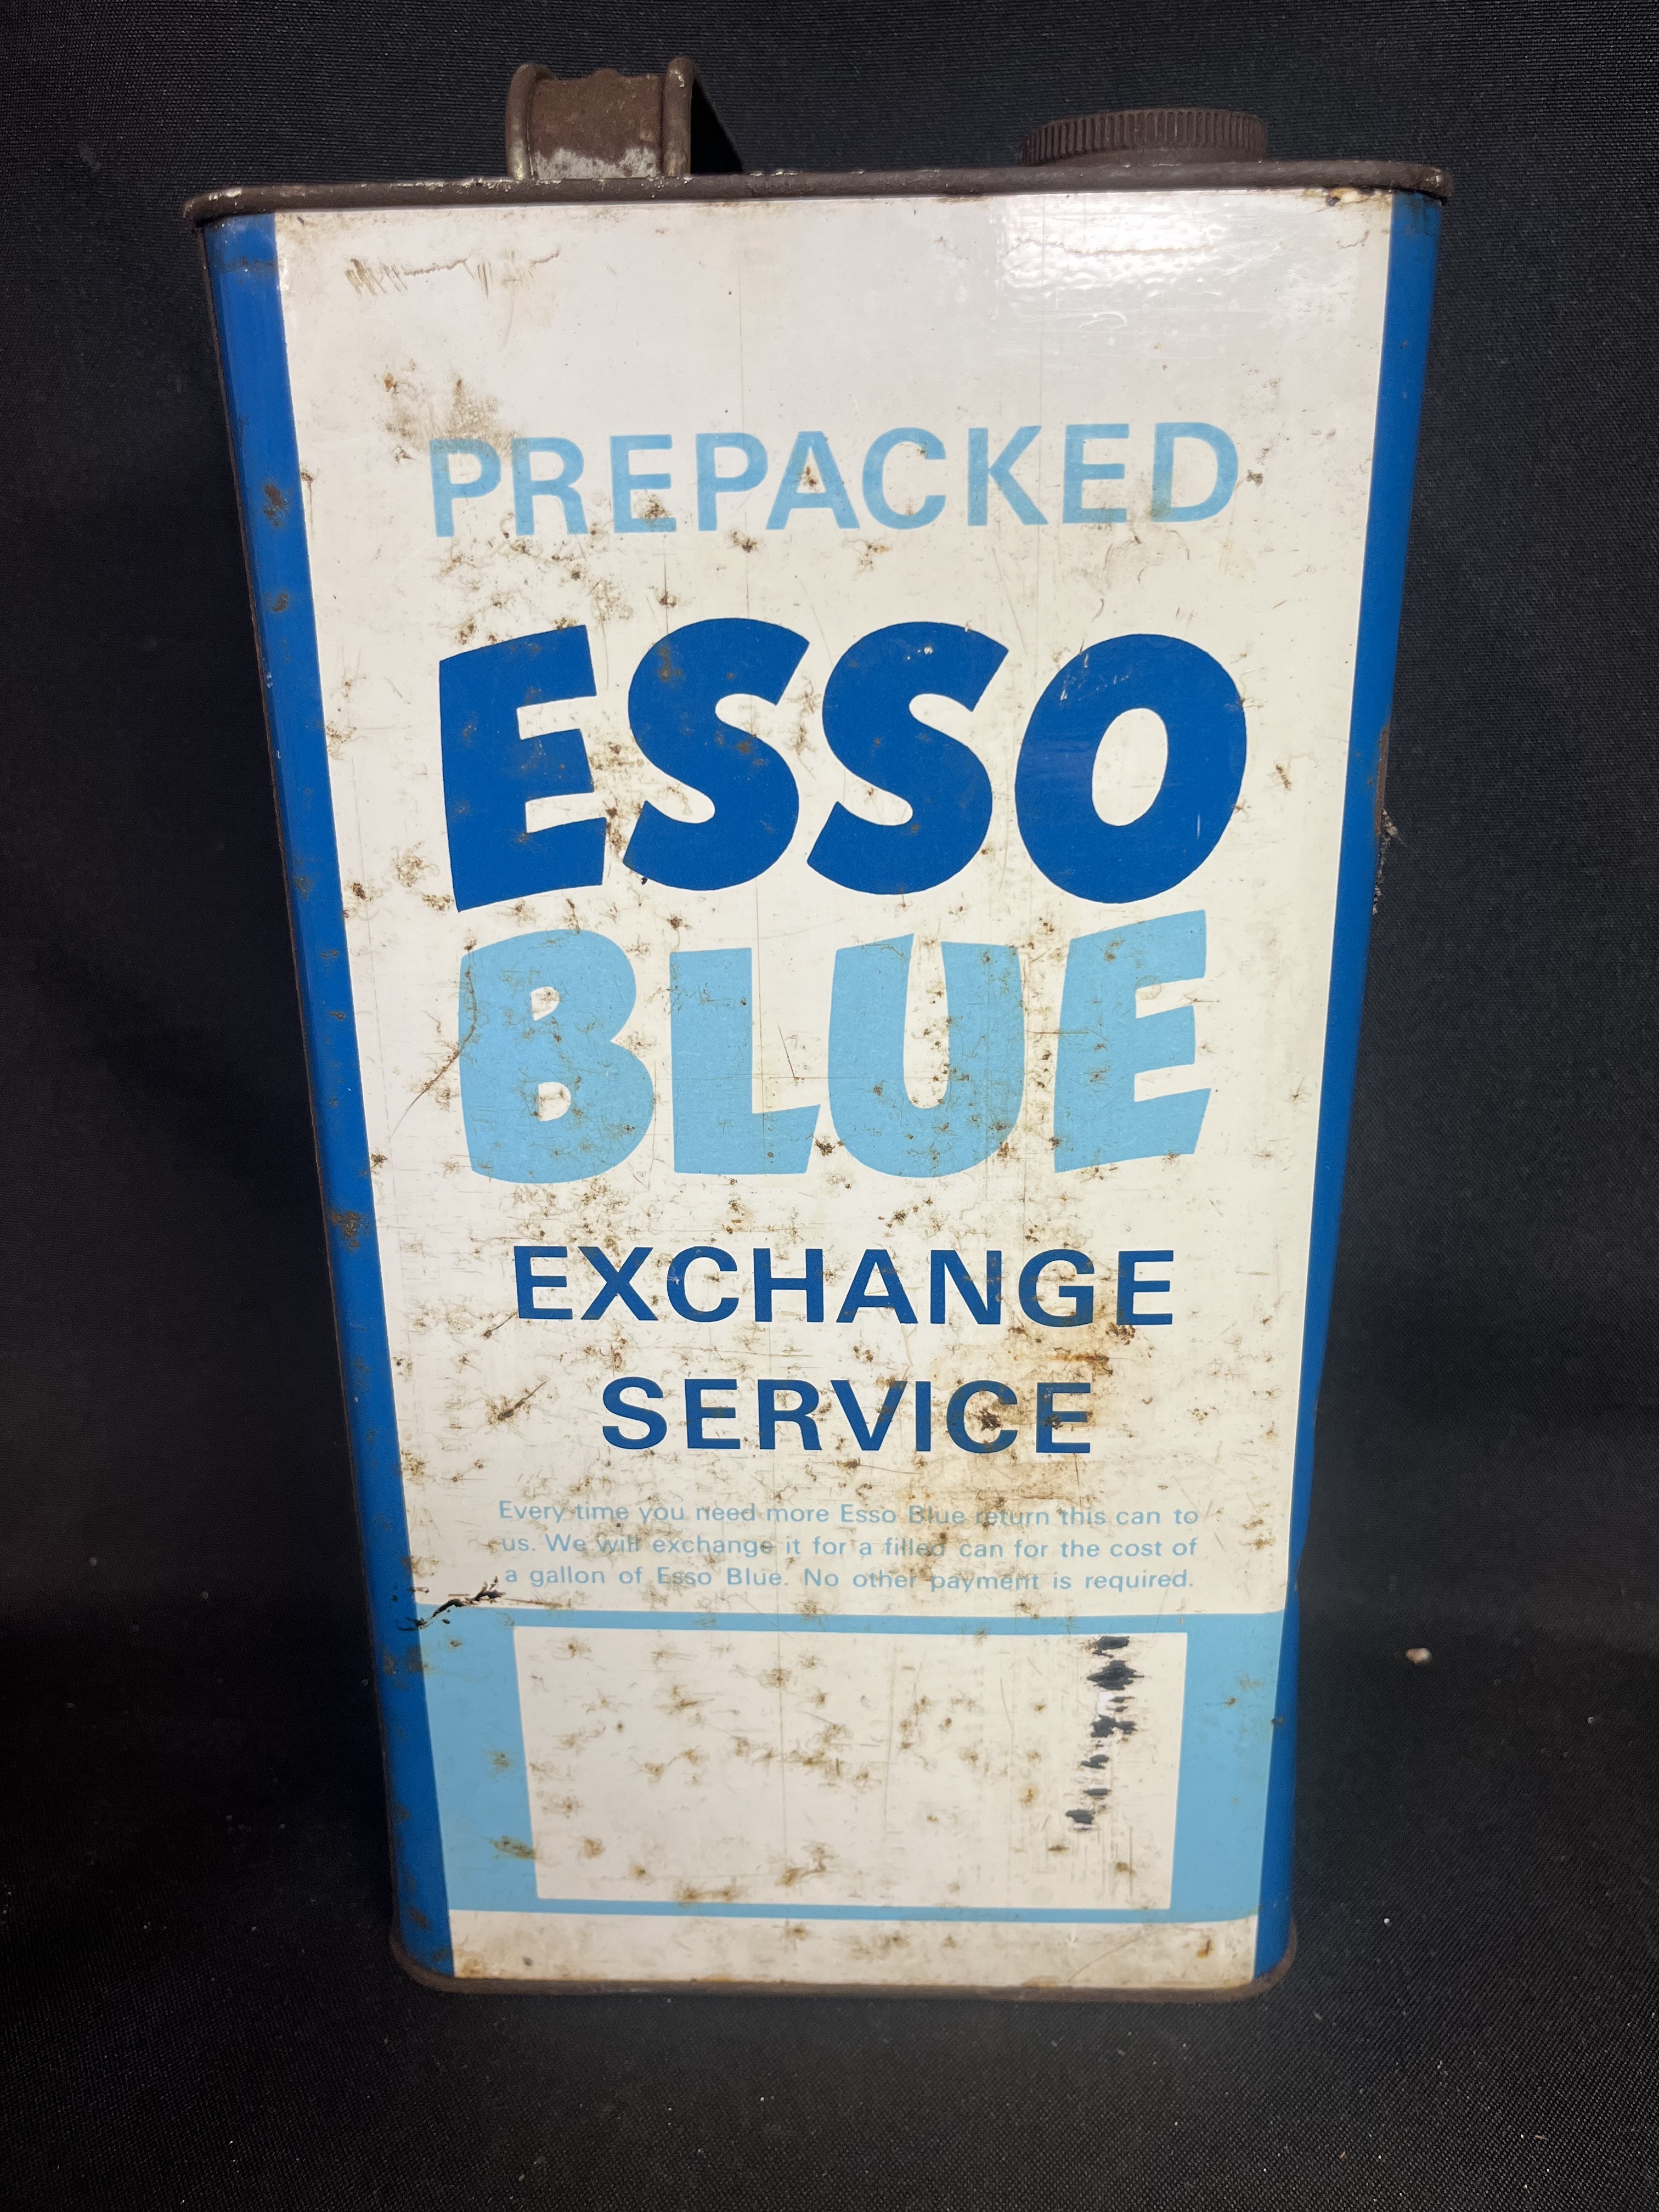 PREPACKED
ESSO
BLUE
EXCHANGE
SERVICE
Every time you need more Esso Blue return this can to
us. We will exchange it for a filled can for the cost of
a gallon of Esso Blue. No other payment is required.